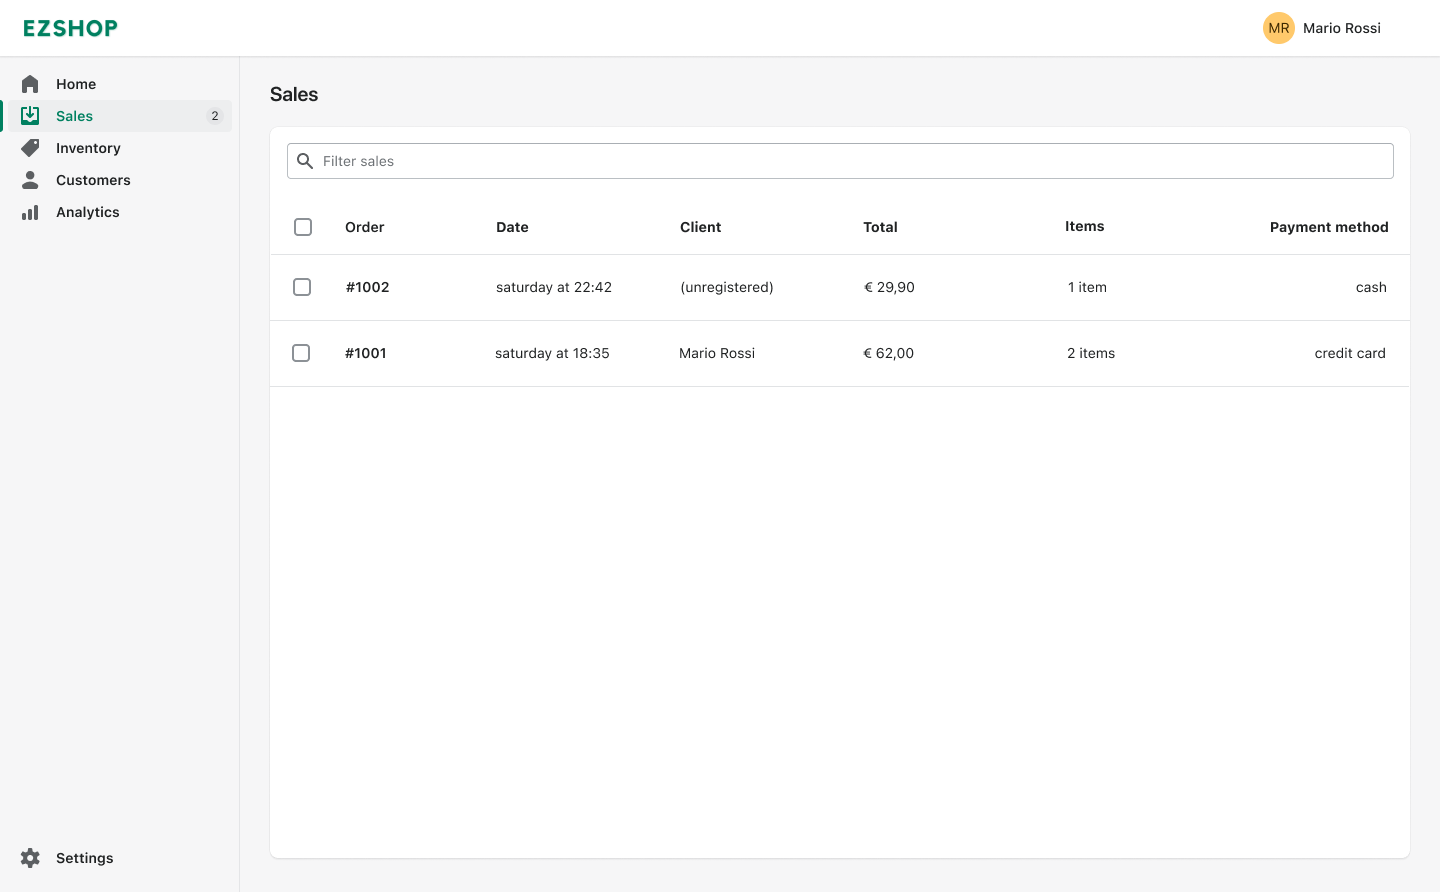 EZSHOP
MR Mario Rossi
Home
Sales 2
Inventory
Customers
Analytics
Settings
Sales
Filter sales
Order Date Client Total Items Payment method
#1002 saturday at 22:42 (unregistered) € 29,90 1 item cash
#1001 saturday at 18:35 Mario Rossi € 62,00 2 items credit card